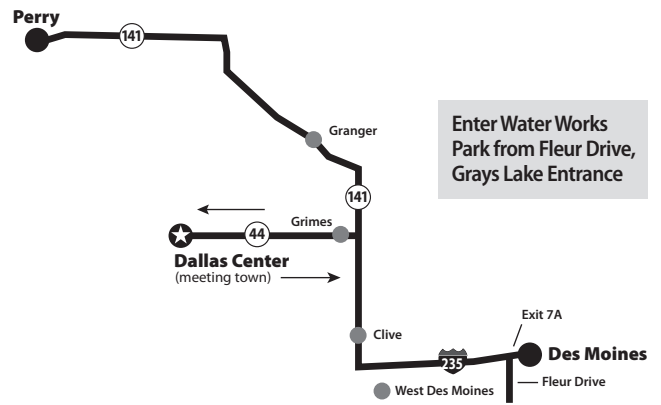 Perry
141
Granger
Enter Water Works
Park from Fleur Drive,
Grays Lake Entrance
141
Grimes
44
Dallas Center
(meeting town)
Exit 7A
Clive
Des Moines
235
Fleur Drive
West Des Moines